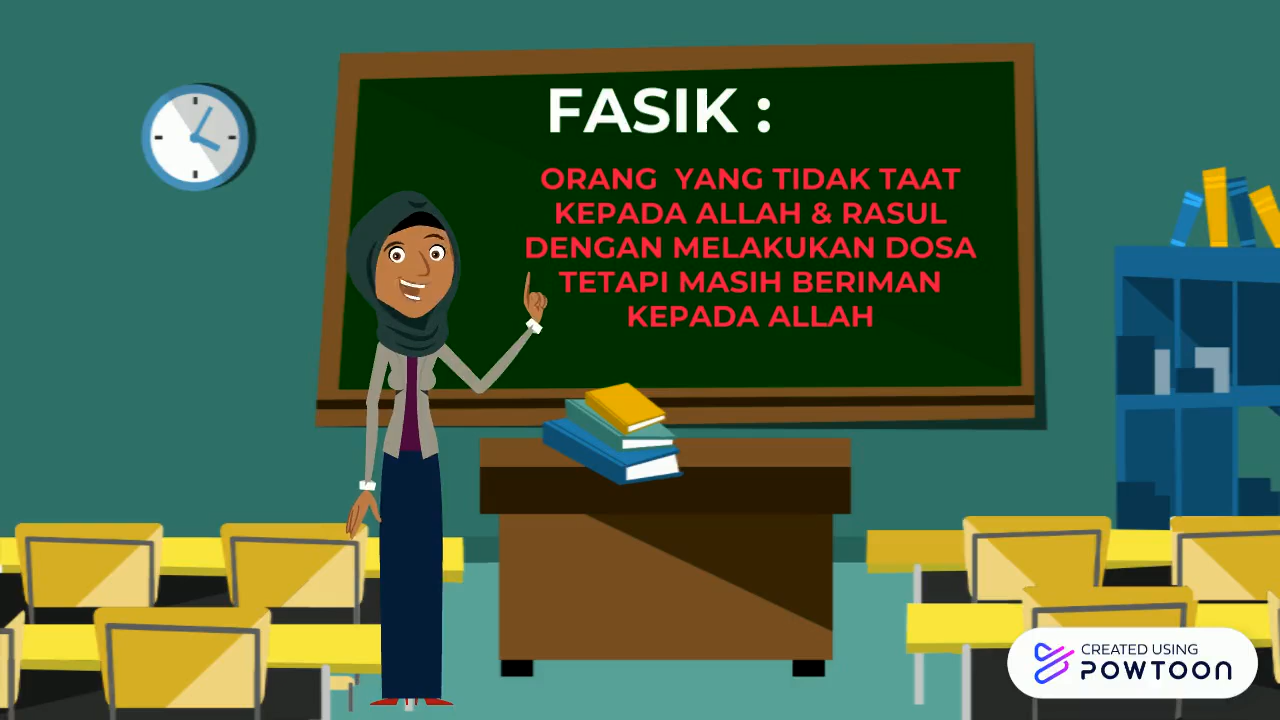 FASIK :
ORANG YANG TIDAK TAAT
KEPADA ALLAH & RASUL
DENGAN MELAKUKAN DOSA
TETAPI MASIH BERIMAN
KEPADA ALLAH
CREATED USING
POWTOON